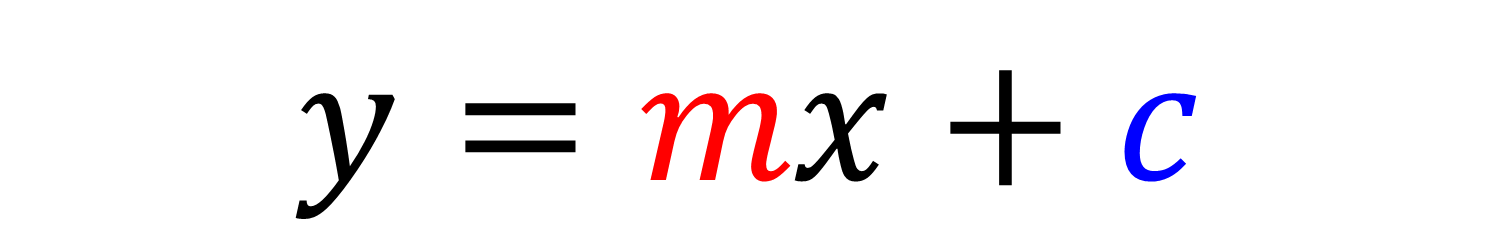 y = mx + c